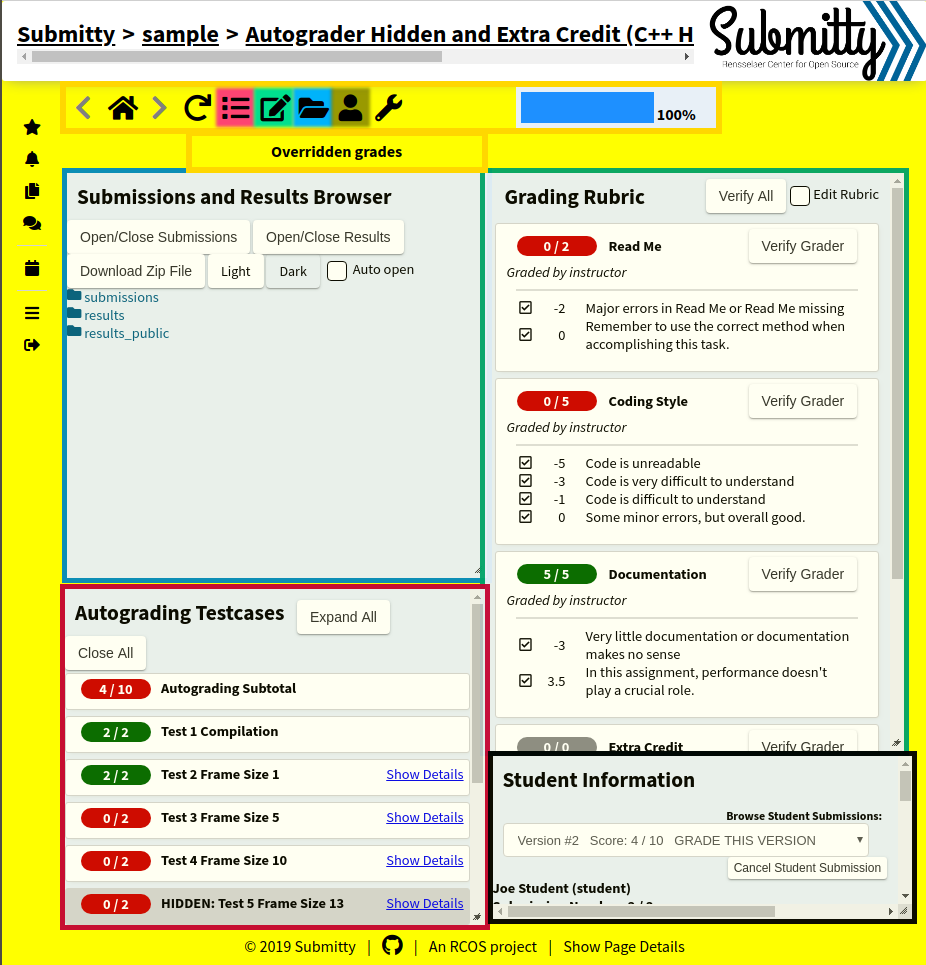 Submitty > sample > Autograder Hidden and Extra Credit (C++ H
Submitty
Rensselaer Center for Open Source
100%
Overridden grades
Submissions and Results Browser
Open/Close Submissions
Open/Close Results
Download Zip File
Light
Dark
Auto open
submissions
results
results_public
Autograding Testcases
Expand All
Close All
4 / 10 Autograding Subtotal
2 / 2 Test 1 Compilation
2 / 2 Test 2 Frame Size 1 Show Details
0 / 2 Test 3 Frame Size 5 Show Details
0 / 2 Test 4 Frame Size 10 Show Details
0 / 2 HIDDEN: Test 5 Frame Size 13 Show Details
Grading Rubric
Verify All
Edit Rubric
0 / 2 Read Me Verify Grader
Graded by instructor
-2 Major errors in Read Me or Read Me missing
0 Remember to use the correct method when
accomplishing this task.
0 / 5 Coding Style Verify Grader
Graded by instructor
-5 Code is unreadable
-3 Code is very difficult to understand
-1 Code is difficult to understand
0 Some minor errors, but overall good.
5 / 5 Documentation Verify Grader
Graded by instructor
-3 Very little documentation or documentation
makes no sense
3.5 In this assignment, performance doesn't
play a crucial role.
0 / 0 Extra Credit Verify Grader
Student Information
Browse Student Submissions:
Version #2 Score: 4 / 10 GRADE THIS VERSION
Cancel Student Submission
Joe Student (student)
© 2019 Submitty | | An RCOS project | Show Page Details